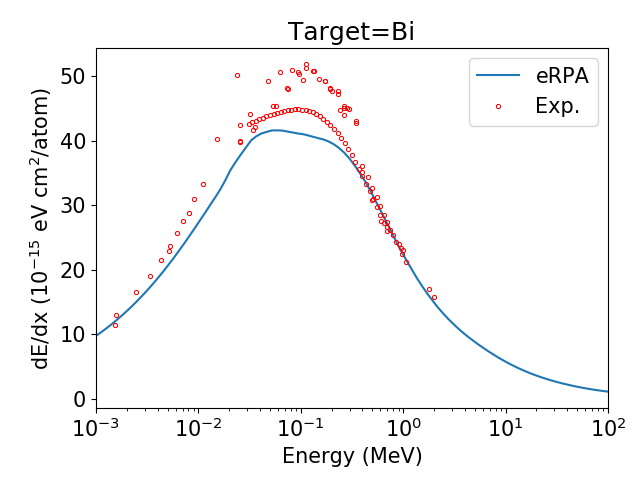 Target=Bi
eRPA
Exp.
dE/dx (10⁻¹⁵ eV cm²/atom)
50
40
30
20
10
0
10⁻³ 10⁻² 10⁻¹ 10⁰ 10¹ 10²
Energy (MeV)